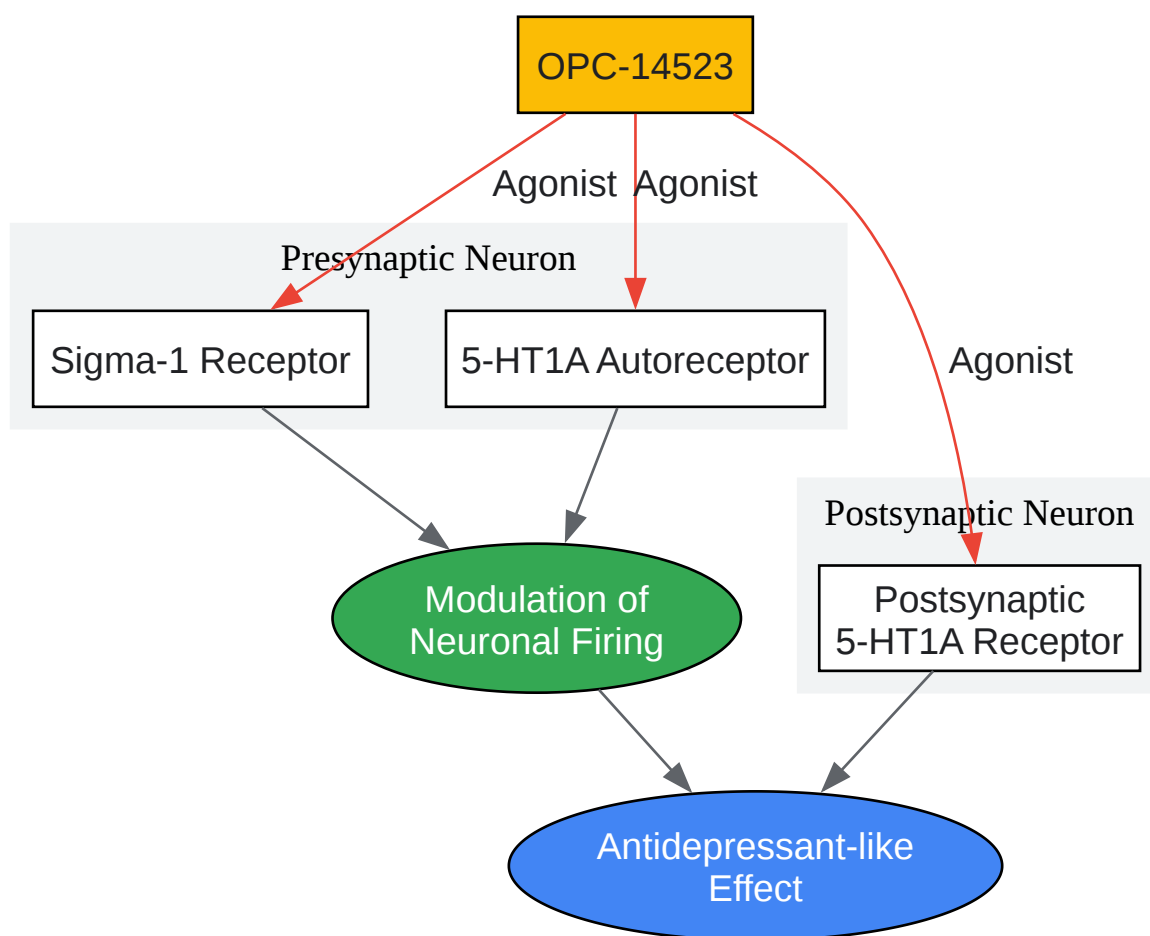 OPC-14523
Agonist
Agonist
Presynaptic Neuron
Sigma-1 Receptor
5-HT1A Autoreceptor
Agonist
Postsynaptic Neuron
Postsynaptic
5-HT1A Receptor
Modulation of
Neuronal Firing
Antidepressant-like
Effect